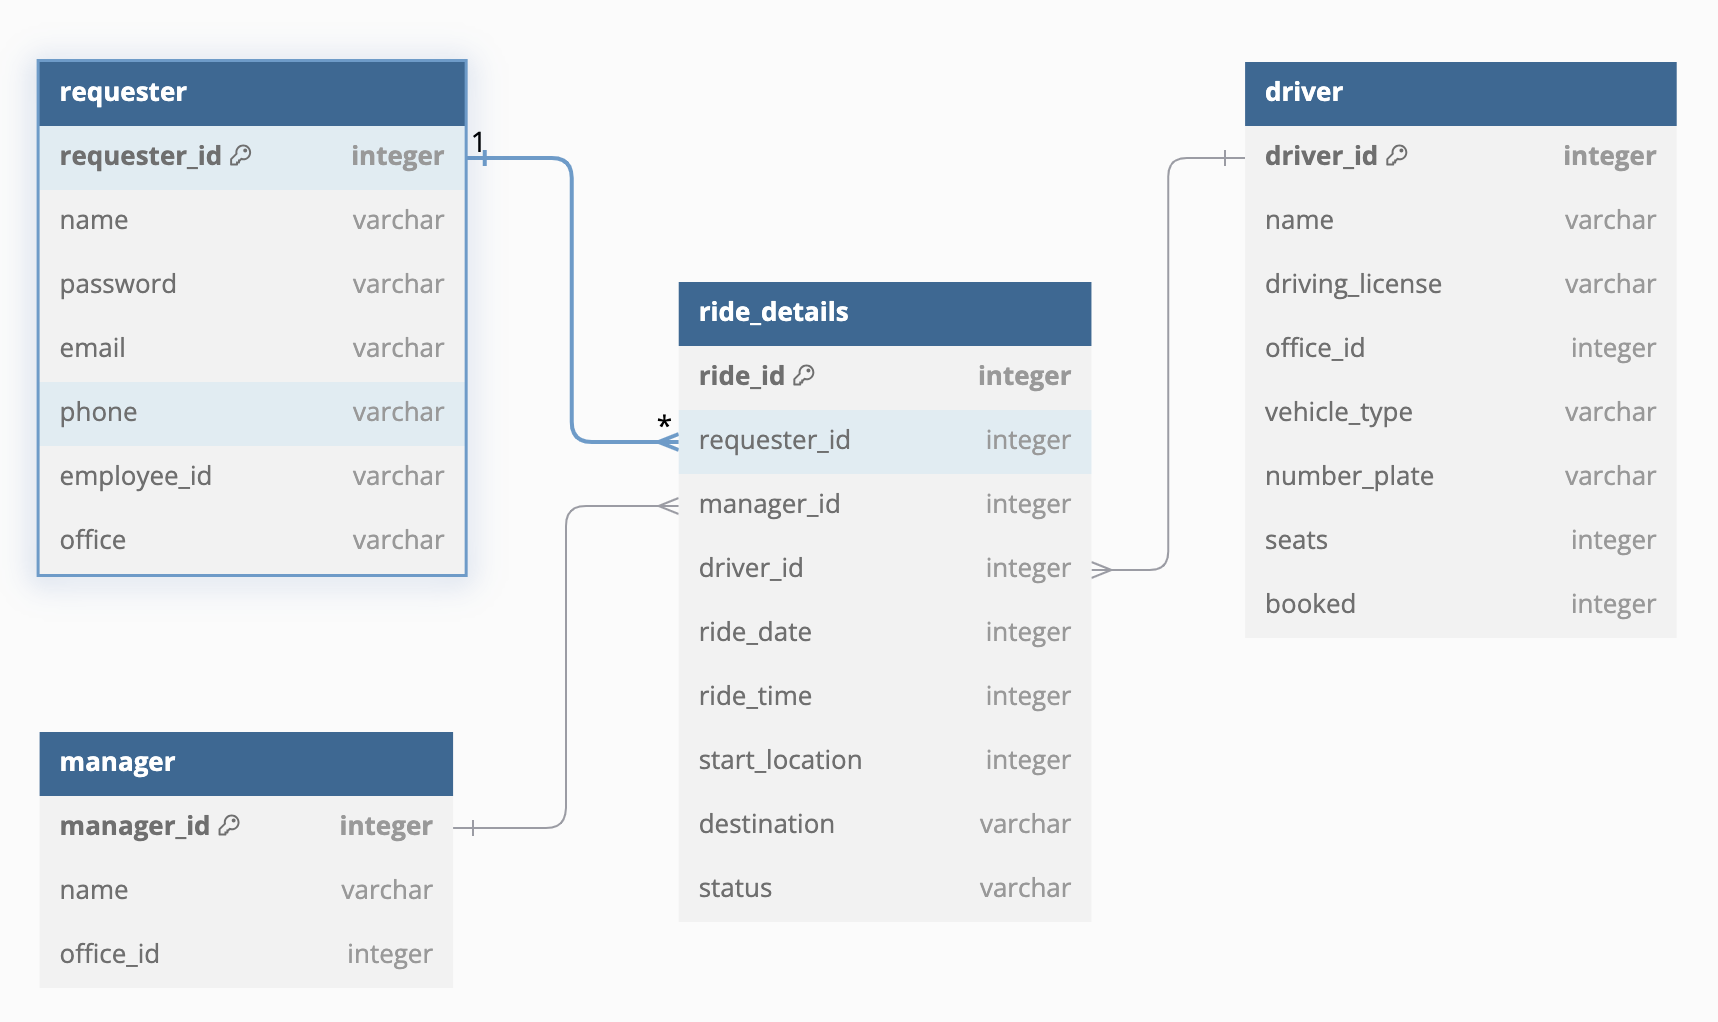 requester
requester_id integer
name varchar
password varchar
email varchar
phone varchar
employee_id varchar
office varchar
1
*
manager
manager_id integer
name varchar
office_id integer
ride_details
ride_id integer
requester_id integer
manager_id integer
driver_id integer
ride_date integer
ride_time integer
start_location integer
destination varchar
status varchar
driver
driver_id integer
name varchar
driving_license varchar
office_id integer
vehicle_type varchar
number_plate varchar
seats integer
booked integer